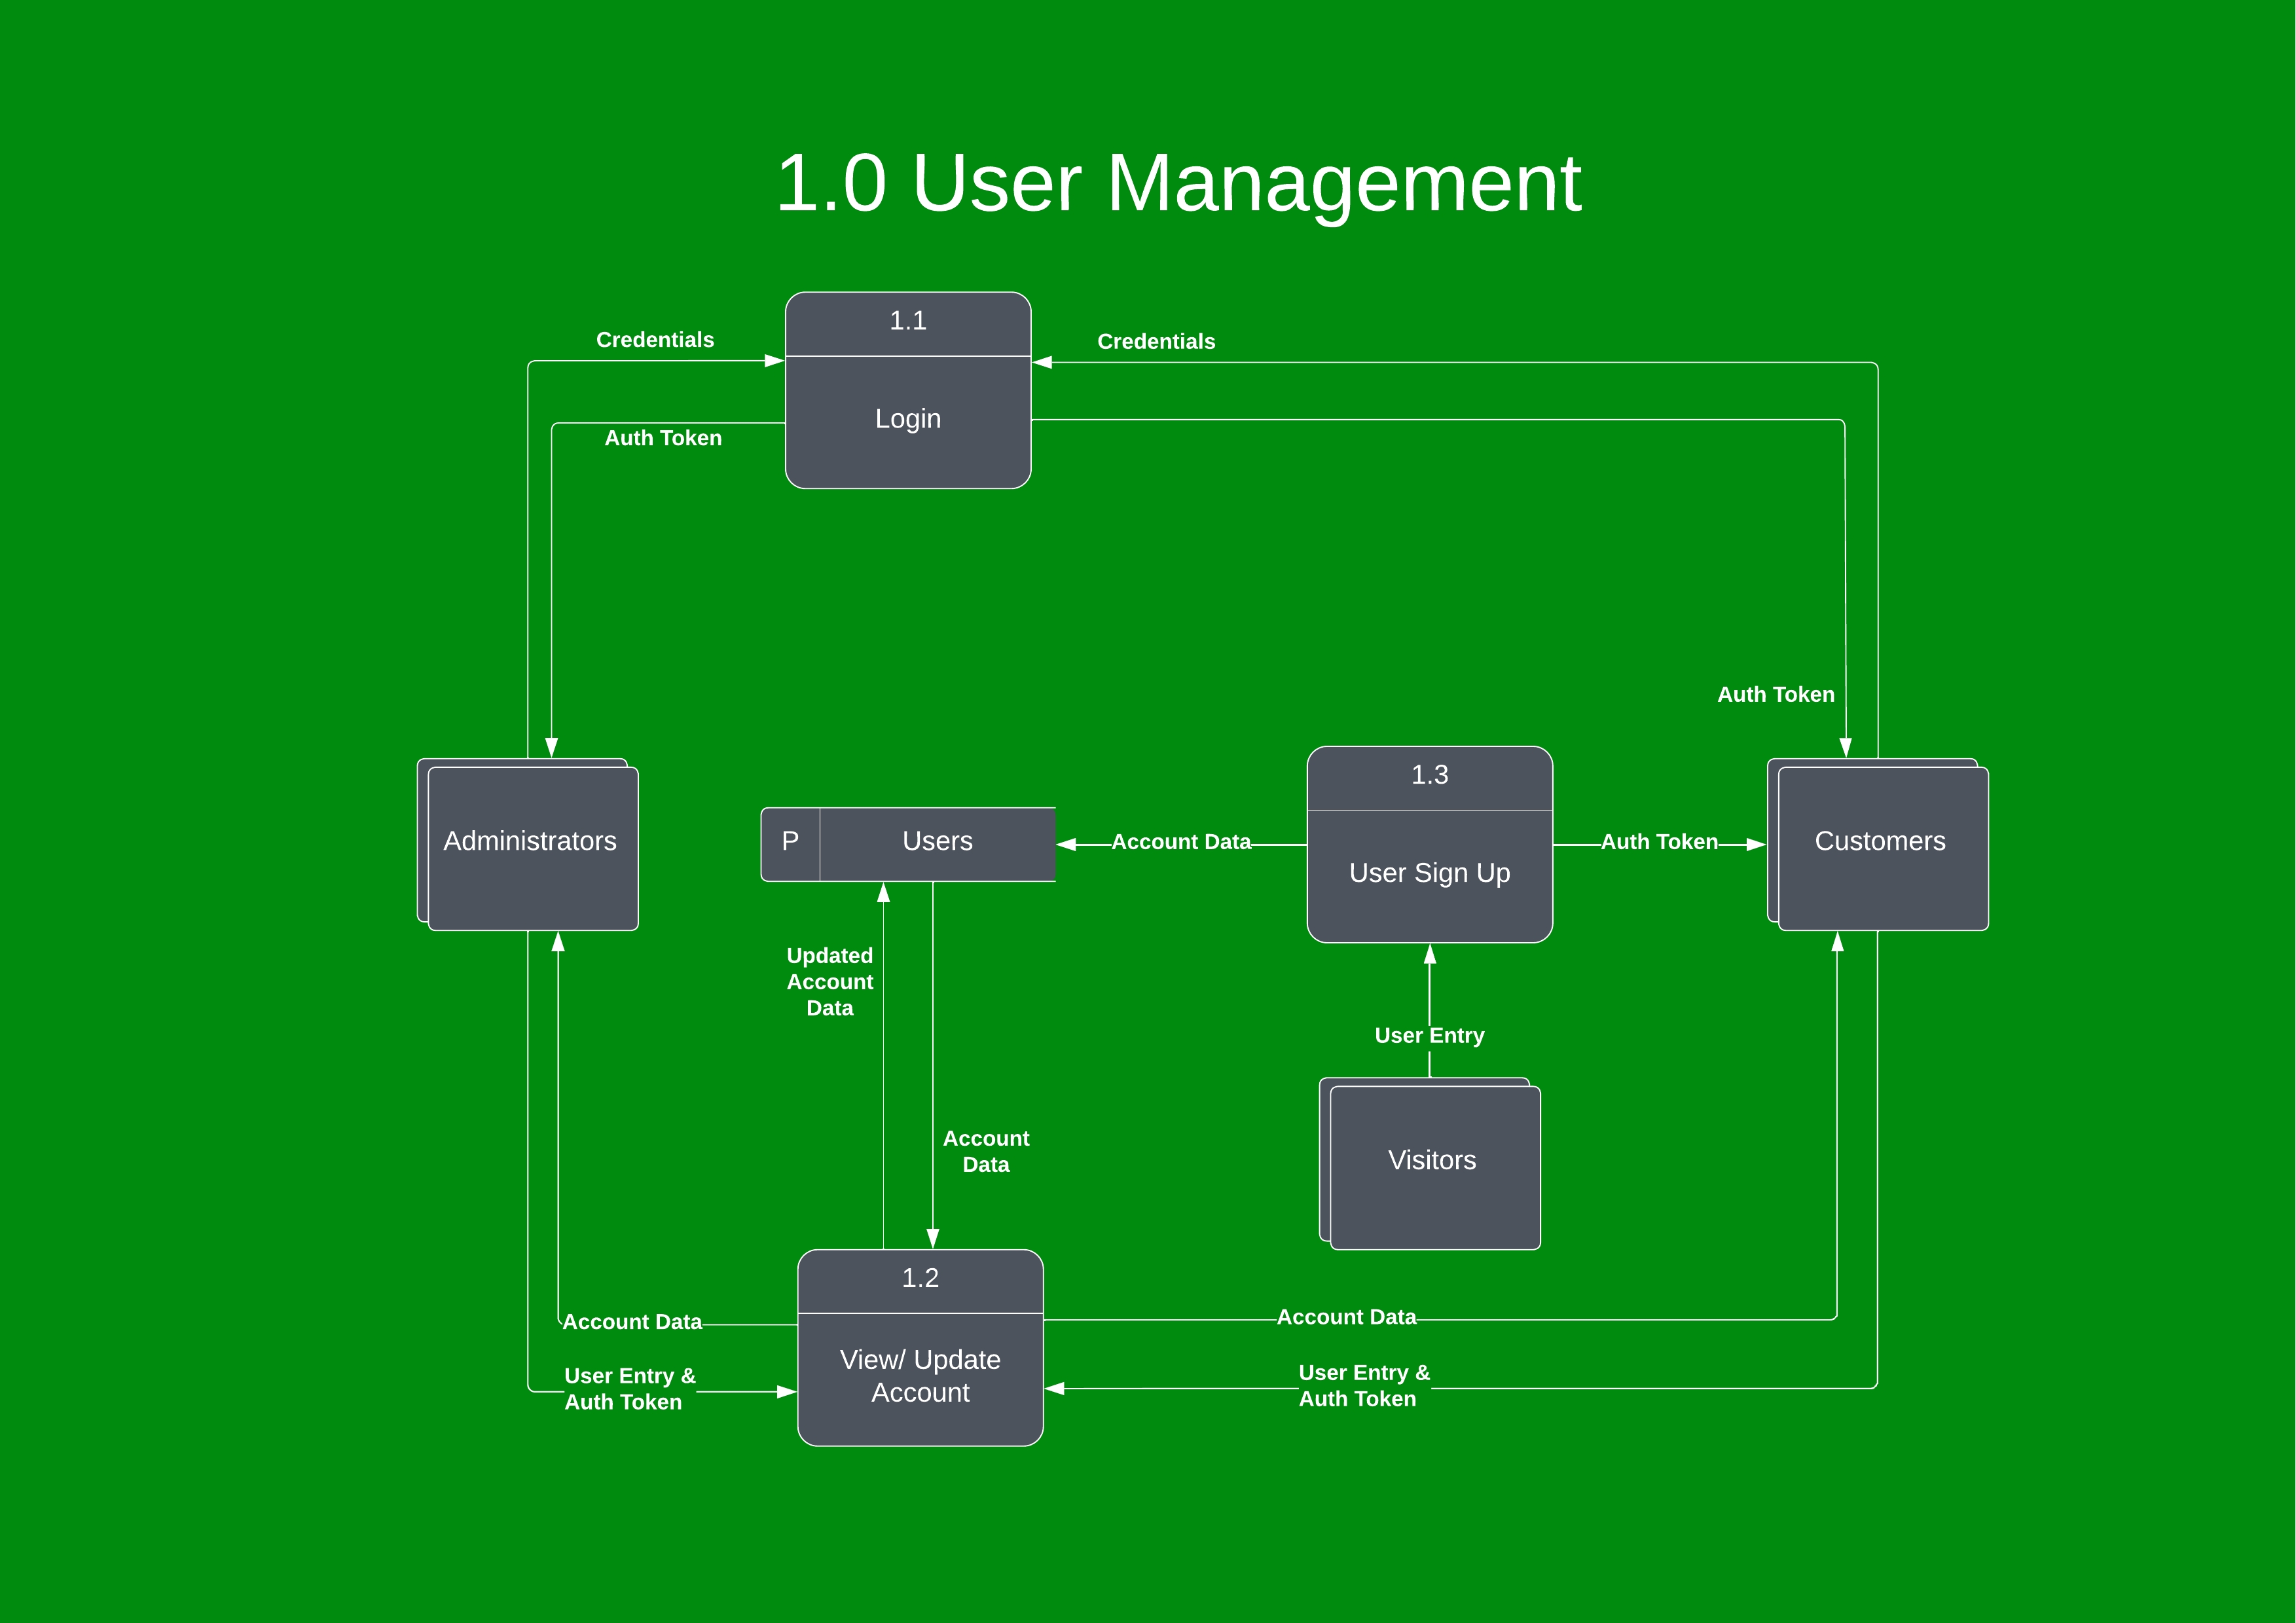 1.0 User Management
1.1
Credentials
Credentials
Login
Auth Token
Auth Token
1.3
Administrators
P
Users
Account Data
Auth Token
Customers
User Sign Up
Updated
Account
Data
User Entry
Account
Data
Visitors
1.2
Account Data
Account Data
View/ Update
Account
User Entry &
Auth Token
User Entry &
Auth Token